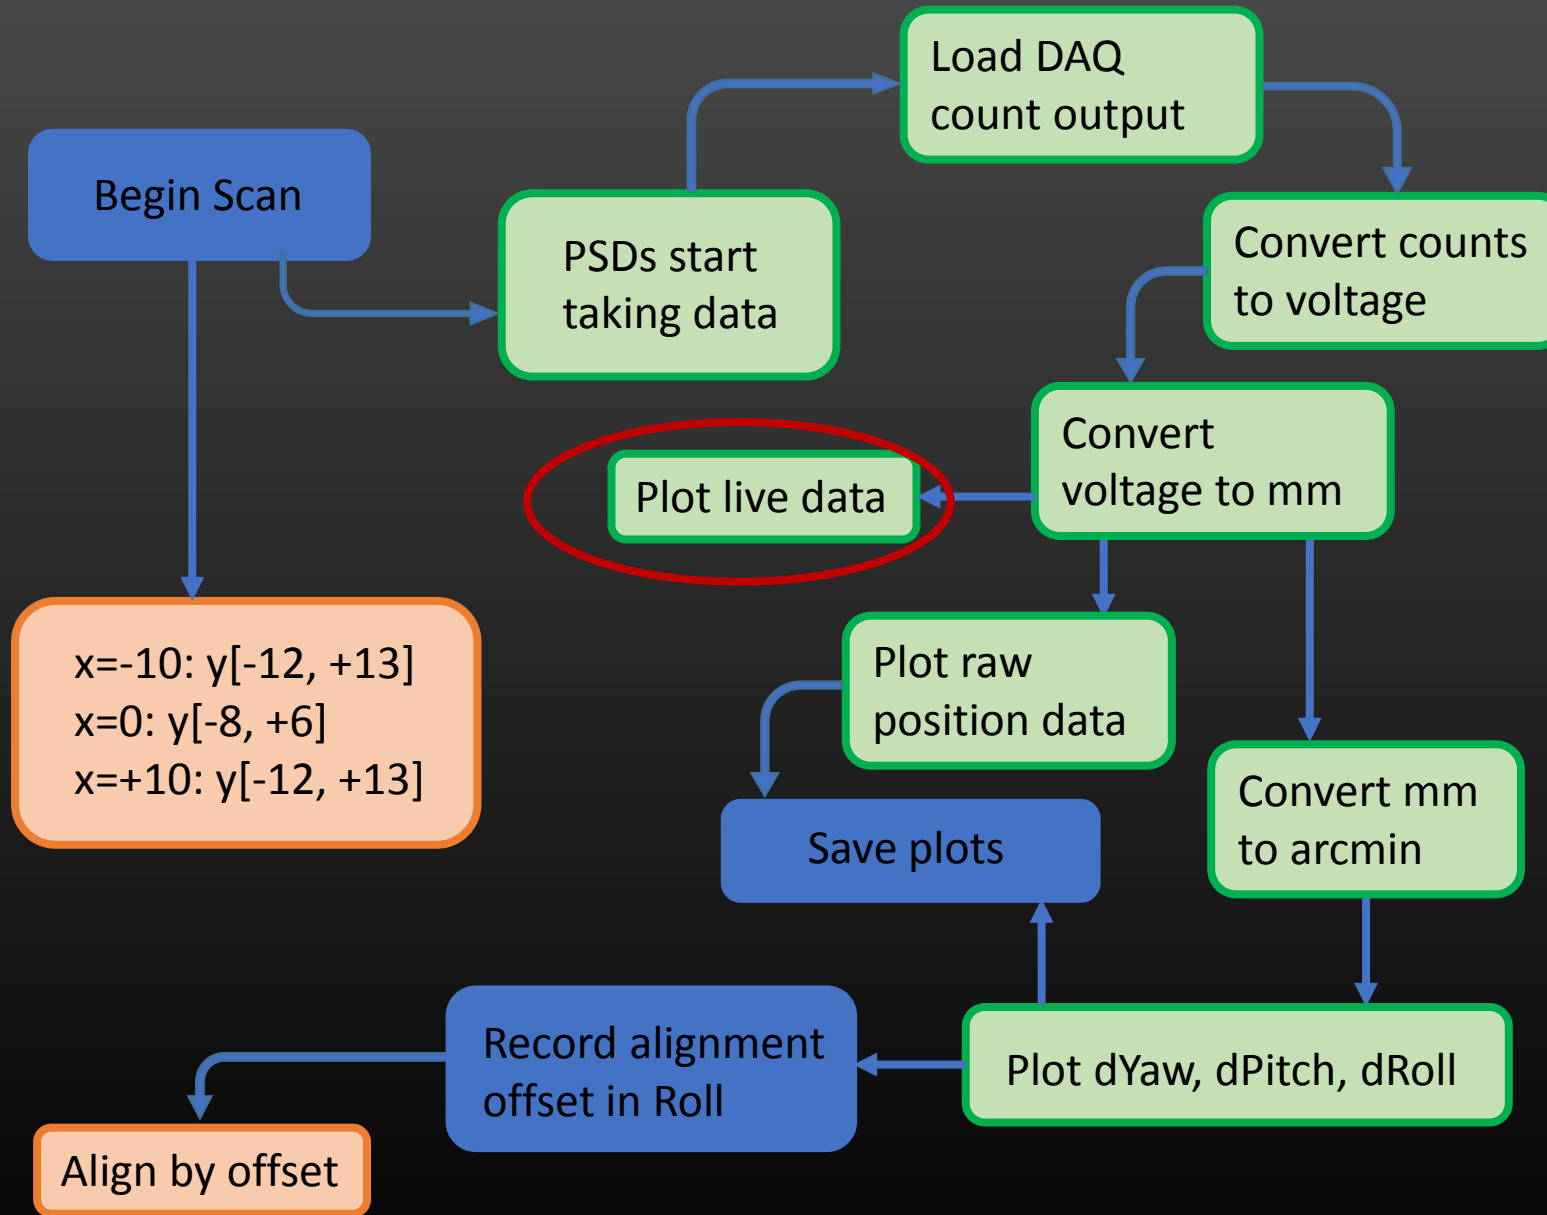 Load DAQ
count output
Begin Scan
PSDs start
taking data
Convert counts
to voltage
Convert
voltage to mm
Plot live data
x=-10: y[-12, +13]
x=0: y[-8, +6]
x=+10: y[-12, +13]
Plot raw
position data
Convert mm
to arcmin
Save plots
Record alignment
offset in Roll
Plot dYaw, dPitch, dRoll
Align by offset